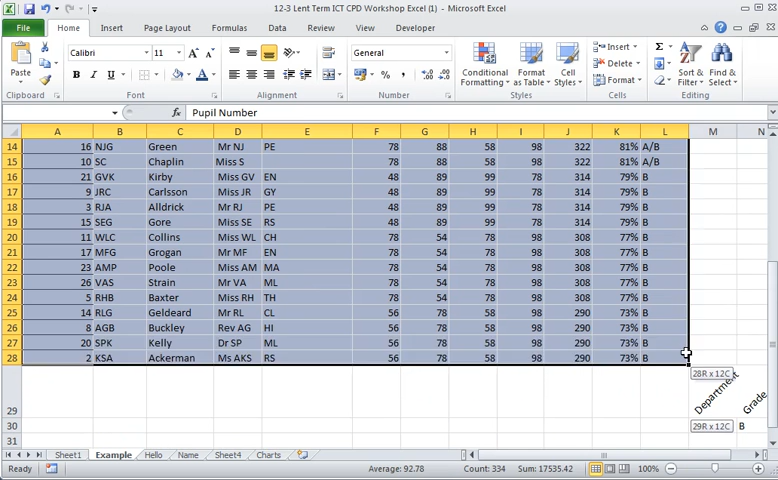 12-3 Lent Term ICT CPD Workshop Excel (1) - Microsoft Excel
File Home Insert Page Layout Formulas Data Review View Developer
Paste Calibri 11 A A General Conditional Formatting Format as Table Cell Styles Insert Delete Format Sort & Filter Find & Select
B I U A % ,
Clipboard Font Alignment Number Styles Cells Editing
fx Pupil Number
A B C D E F G H I J K L M N
14 16 NJG Green Mr NJ PE 78 88 58 98 322 81% A/B
15 10 SC Chaplin Miss S 78 88 58 98 322 81% A/B
16 21 GVK Kirby Miss GV EN 48 89 99 78 314 79% B
17 9 JRC Carlsson Miss JR GY 48 89 99 78 314 79% B
18 3 RJA Alldrick Mr RJ PE 48 89 99 78 314 79% B
19 15 SEG Gore Miss SE RS 48 89 99 78 314 79% B
20 11 WLC Collins Miss WL CH 78 54 78 98 308 77% B
21 17 MFG Grogan Mr MF EN 78 54 78 98 308 77% B
22 23 AMP Poole Miss AM MA 78 54 78 98 308 77% B
23 26 VAS Strain Mr VA ML 78 54 78 98 308 77% B
24 5 RHB Baxter Miss RH TH 78 54 78 98 308 77% B
25 14 RLG Geldeard Mr RL CL 56 78 58 98 290 73% B
26 8 AGB Buckley Rev AG HI 56 78 58 98 290 73% B
27 20 SPK Kelly Dr SP ML 56 78 58 98 290 73% B
28 2 KSA Ackerman Ms AKS RS 56 78 58 98 290 73% B
28R x 12C
29 Department Grade
30 29R x 12C B
31
Sheet1 Example Hello Name Sheet4 Charts
Ready Average: 92.78 Count: 334 Sum: 17535.42 100%